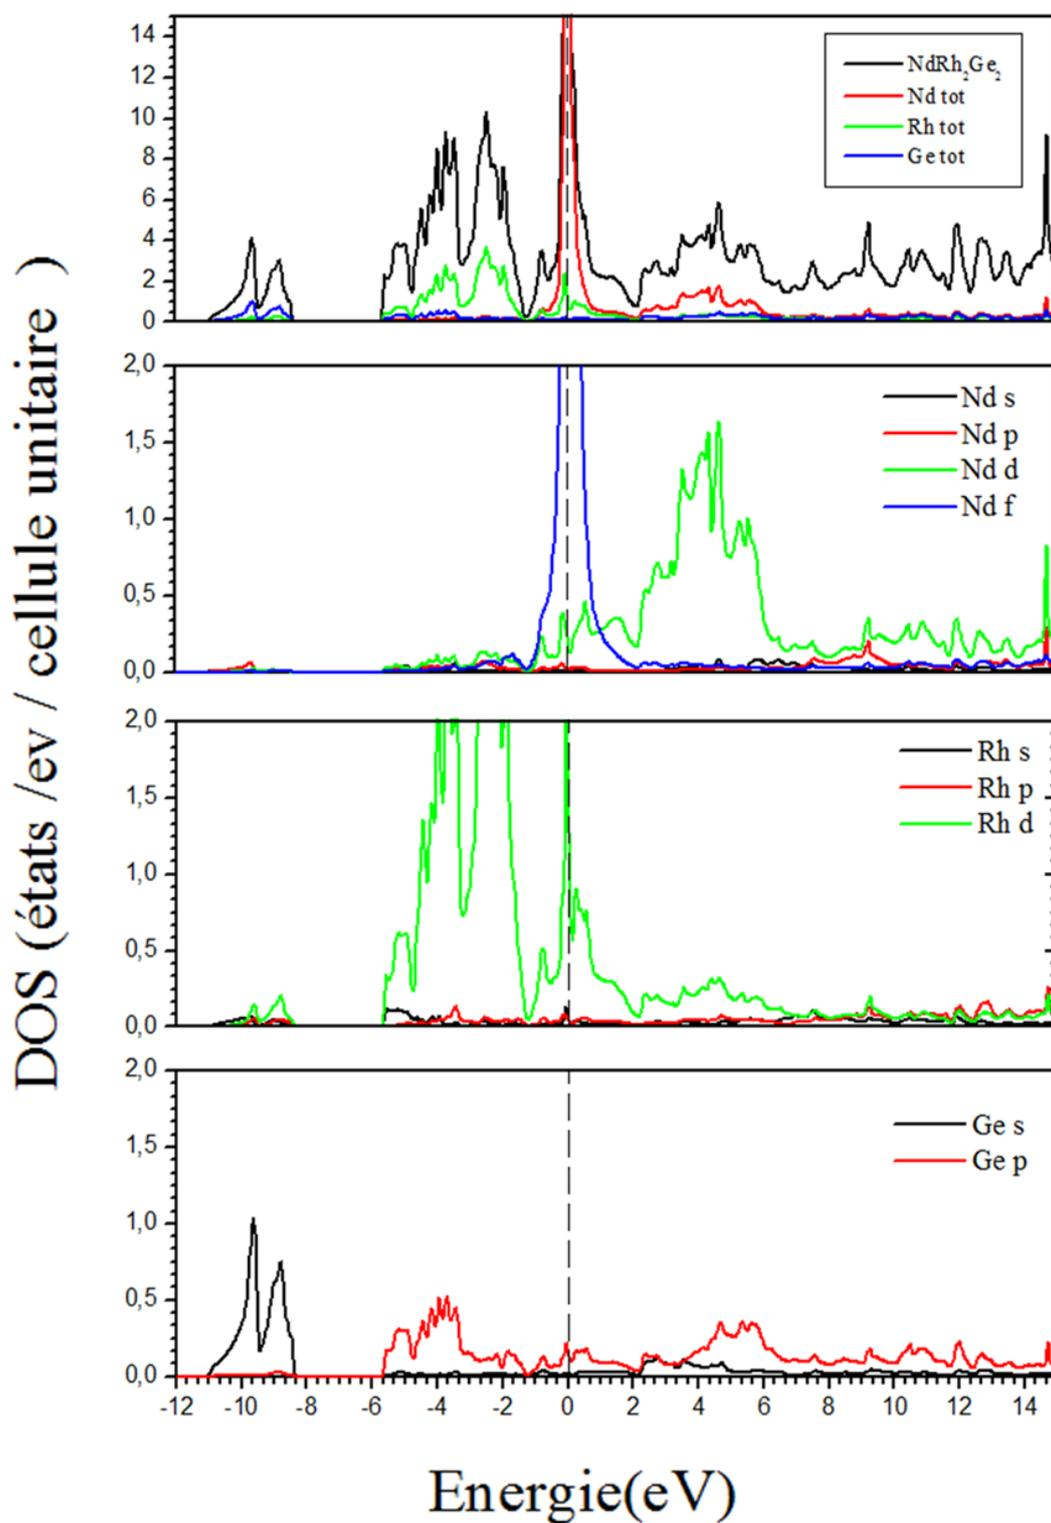 DOS (états /ev / cellule unitaire )
14
12
10
8
6
4
2
0
NdRh2Ge2
Nd tot
Rh tot
Ge tot
2,0
1,5
1,0
0,5
0,0
Nd s
Nd p
Nd d
Nd f
2,0
1,5
1,0
0,5
0,0
Rh s
Rh p
Rh d
2,0
1,5
1,0
0,5
0,0
Ge s
Ge p
-12 -10 -8 -6 -4 -2 0 2 4 6 8 10 12 14
Energie(eV)